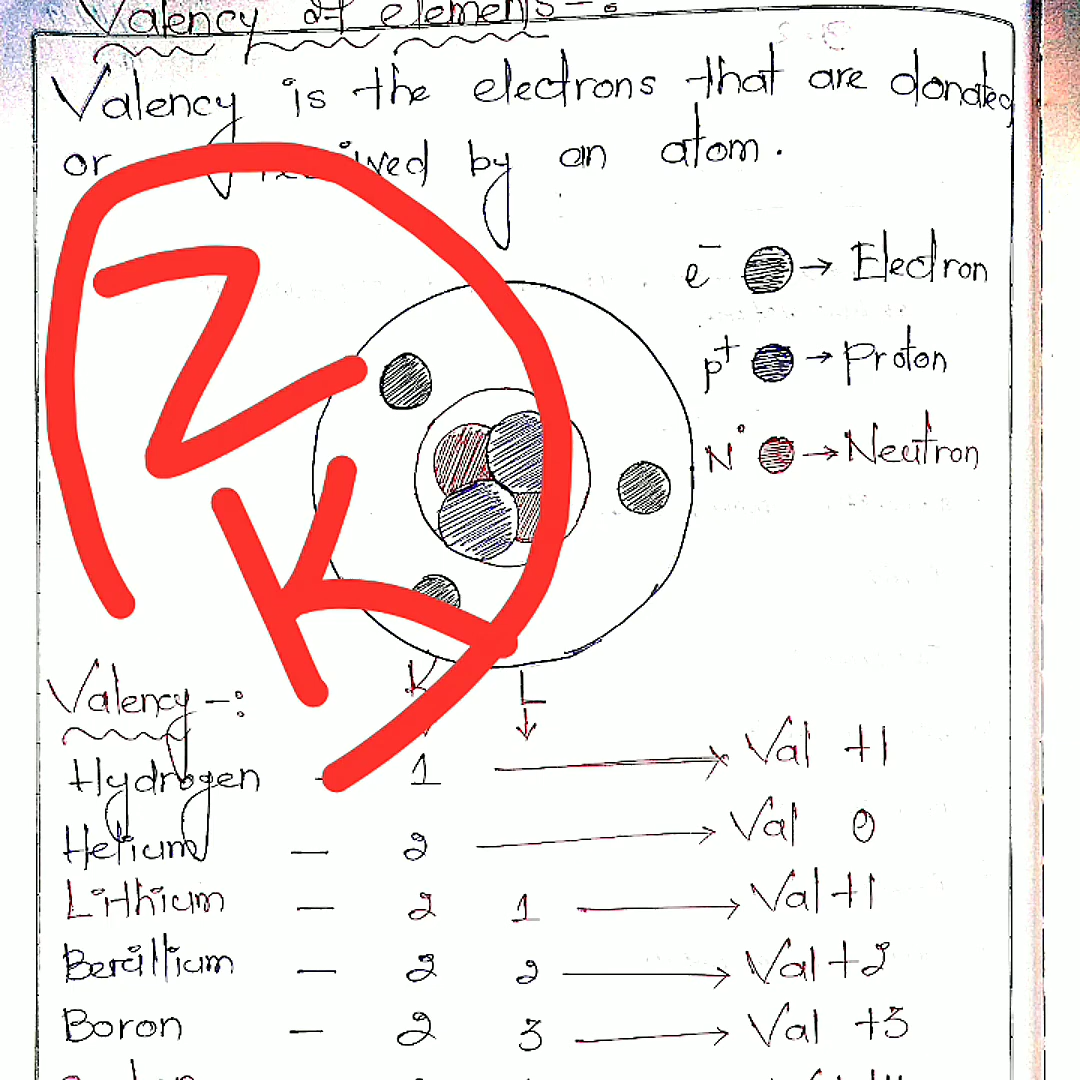 Valency of elements-:
Valency is the electrons that are donated
or by an atom.
e⁻ → Electron
p⁺ → Proton
N° → Neutron
Z
K
K L
Valency -:
Hydrogen - 1 → Val +1
Helium — 2 → Val 0
Lithium — 2 1 → Val +1
Berillium — 2 2 → Val +2
Boron — 2 3 → Val +3